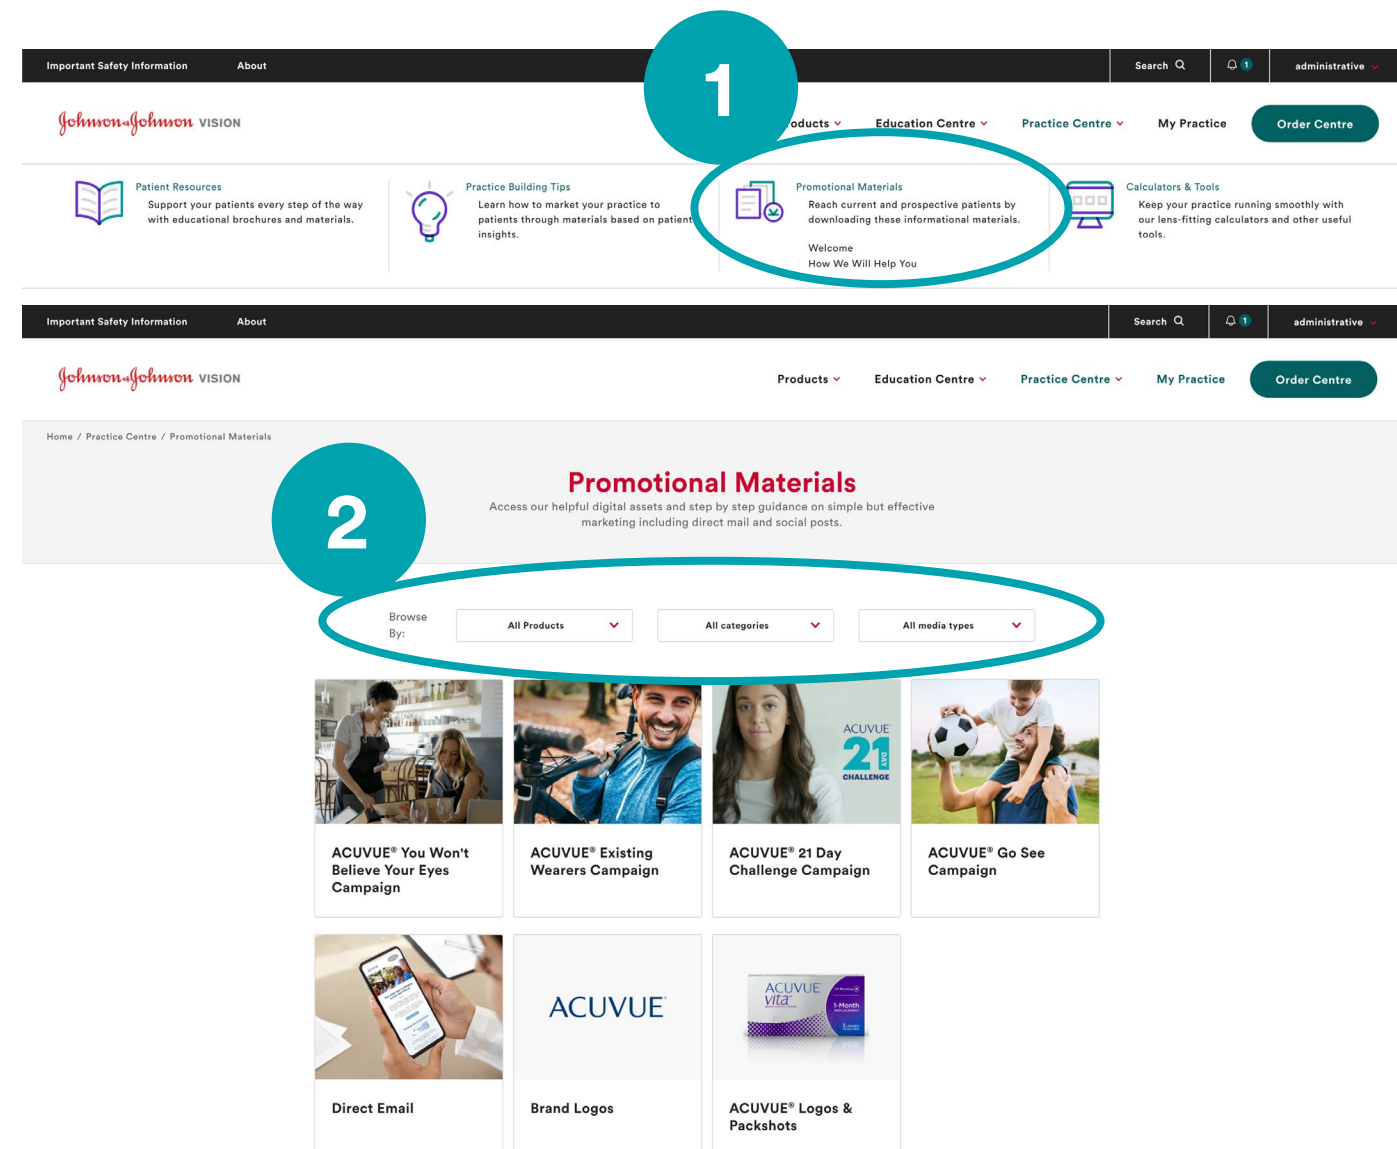 1
Important Safety Information
About
Search
1
administrative
Johnson & Johnson VISION
oducts
Education Centre
Practice Centre
My Practice
Order Centre
Patient Resources
Support your patients every step of the way
with educational brochures and materials.
Practice Building Tips
Learn how to market your practice to
patients through materials based on patient
insights.
Promotional Materials
Reach current and prospective patients by
downloading these informational materials.
Welcome
How We Will Help You
Calculators & Tools
Keep your practice running smoothly with
our lens-fitting calculators and other useful
tools.
Important Safety Information
About
Search
1
administrative
Johnson & Johnson VISION
Products
Education Centre
Practice Centre
My Practice
Order Centre
Home / Practice Centre / Promotional Materials
2
Promotional Materials
Access our helpful digital assets and step by step guidance on simple but effective
marketing including direct mail and social posts.
Browse
By:
All Products
All categories
All media types
ACUVUE
21 DAY
CHALLENGE
ACUVUE® You Won't
Believe Your Eyes
Campaign
ACUVUE® Existing
Wearers Campaign
ACUVUE® 21 Day
Challenge Campaign
ACUVUE® Go See
Campaign
ACUVUE
ACUVUE
VITA
1-Month
Direct Email
Brand Logos
ACUVUE® Logos &
Packshots